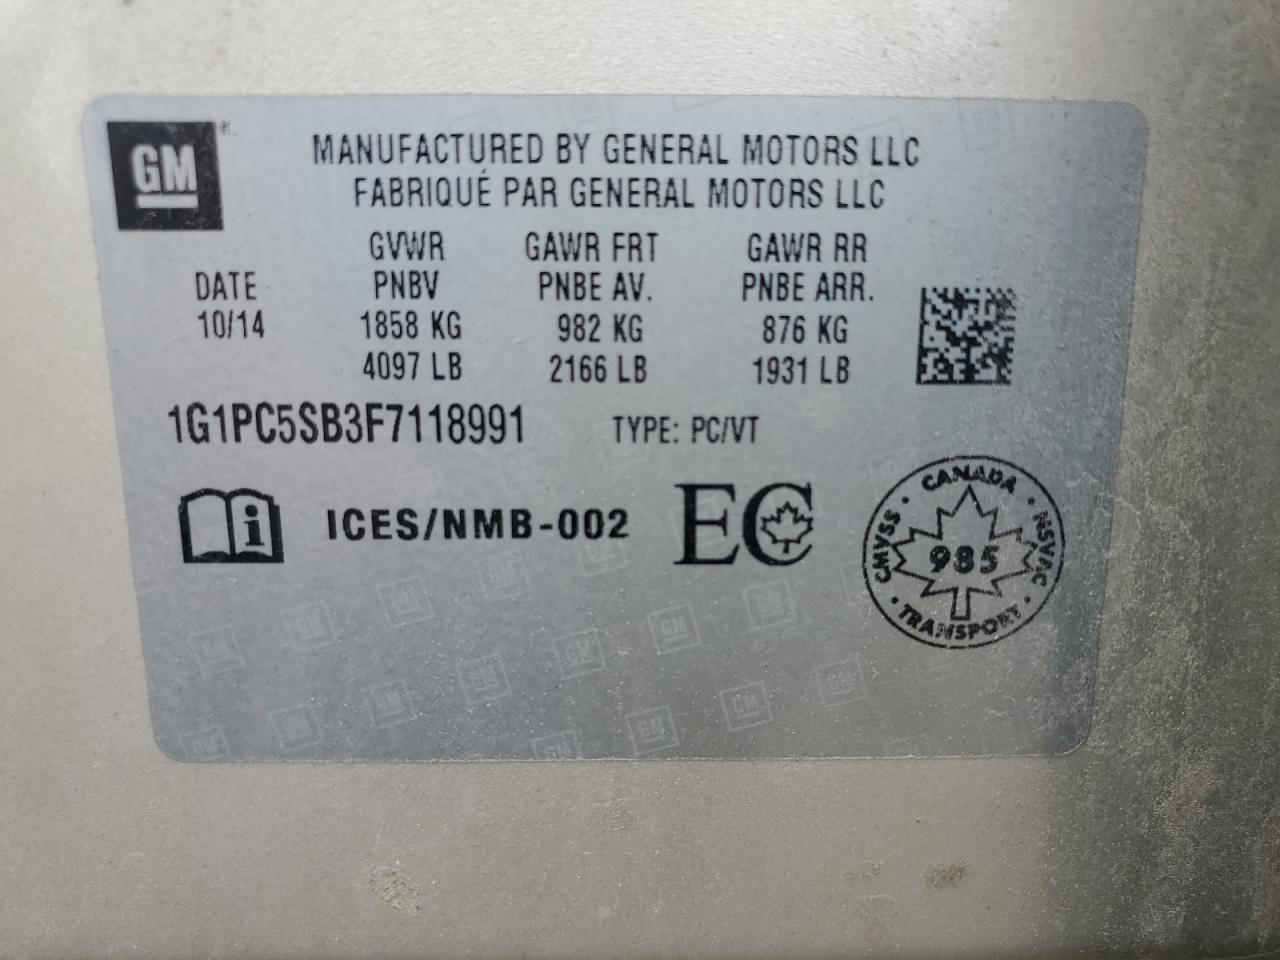 GM
MANUFACTURED BY GENERAL MOTORS LLC
FABRIQUÉ PAR GENERAL MOTORS LLC
GVWR GAWR FRT GAWR RR
DATE PNBV PNBE AV. PNBE ARR.
10/14 1858 KG 982 KG 876 KG
4097 LB 2166 LB 1931 LB
1G1PC5SB3F7118991 TYPE: PC/VT
ICES/NMB-002 EC
CANADA
CMVSS 985 NSVAC
TRANSPORT